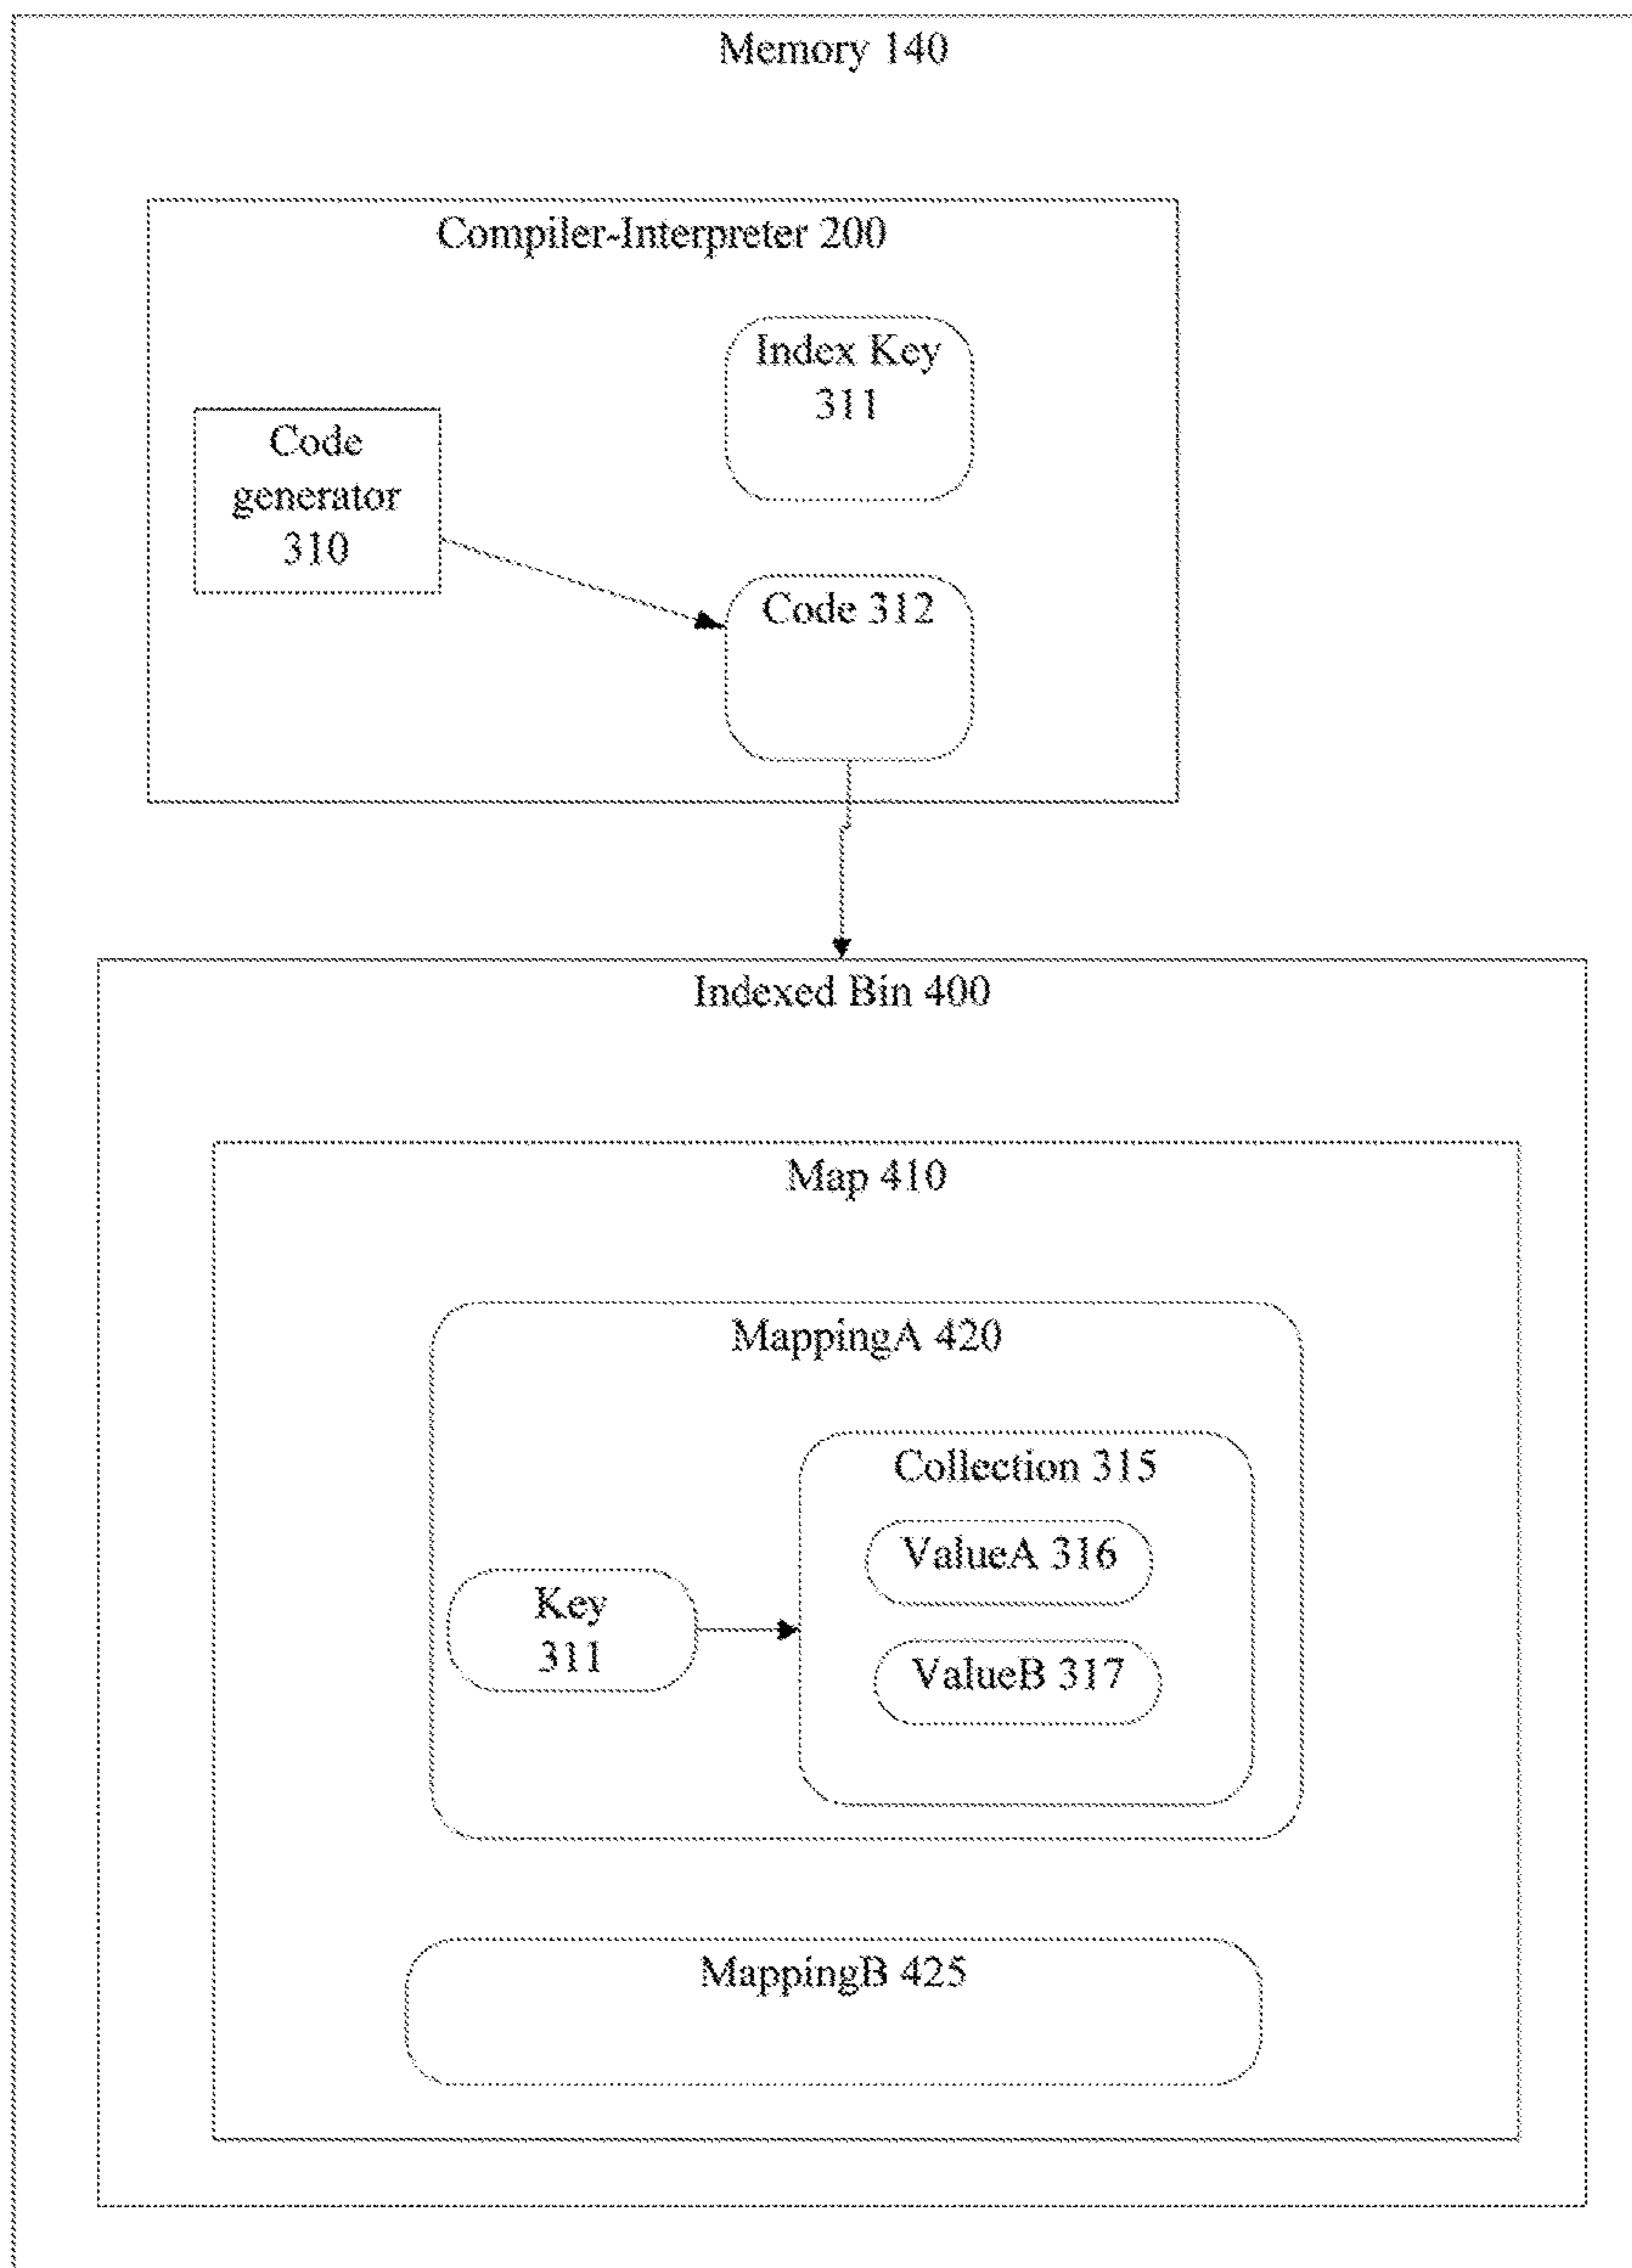 Memory 140
Compiler-Interpreter 200
Index Key
311
Code
generator
310
Code 312
Indexed Bin 400
Map 410
MappingA 420
Collection 315
ValueA 316
Key
311
ValueB 317
MappingB 425